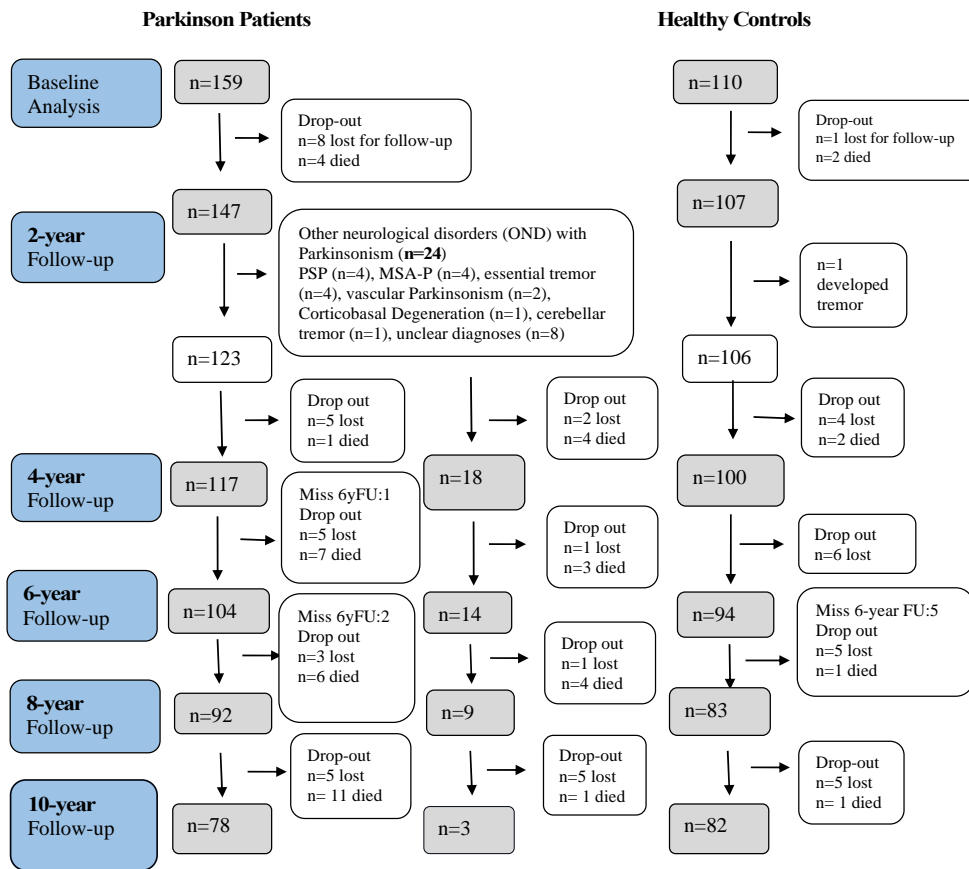 Parkinson Patients
Healthy Controls
Baseline
Analysis
n=159
n=110
Drop-out
n=8 lost for follow-up
n=4 died
Drop-out
n=1 lost for follow-up
n=2 died
n=147
n=107
2-year
Follow-up
Other neurological disorders (OND) with
Parkinsonism (n=24)
PSP (n=4), MSA-P (n=4), essential tremor
(n=4), vascular Parkinsonism (n=2),
Corticobasal Degeneration (n=1), cerebellar
tremor (n=1), unclear diagnoses (n=8)
n=1
developed
tremor
n=123
n=106
Drop out
n=5 lost
n=1 died
Drop out
n=2 lost
n=4 died
Drop out
n=4 lost
n=2 died
4-year
Follow-up
n=117
n=18
n=100
Miss 6yFU:1
Drop out
n=5 lost
n=7 died
Drop out
n=1 lost
n=3 died
Drop out
n=6 lost
6-year
Follow-up
n=104
n=14
n=94
Miss 6yFU:2
Drop out
n=3 lost
n=6 died
Drop out
n=1 lost
n=4 died
Miss 6-year FU:5
Drop out
n=5 lost
n=1 died
8-year
Follow-up
n=92
n=9
n=83
Drop-out
n=5 lost
n= 11 died
Drop-out
n=5 lost
n= 1 died
Drop-out
n=5 lost
n= 1 died
10-year
Follow-up
n=78
n=3
n=82